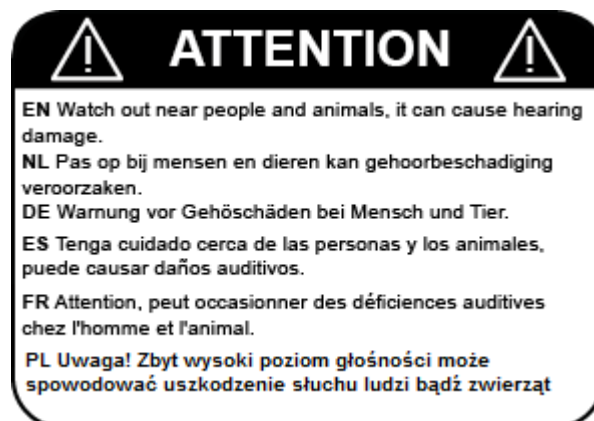 ATTENTION
EN Watch out near people and animals, it can cause hearing
damage.
NL Pas op bij mensen en dieren kan gehoorbeschadiging
veroorzaken.
DE Warnung vor Gehöschäden bei Mensch und Tier.
ES Tenga cuidado cerca de las personas y los animales,
puede causar daños auditivos.
FR Attention, peut occasionner des déficiences auditives
chez l'homme et l'animal.
PL Uwaga! Zbyt wysoki poziom głośności może
spowodować uszkodzenie słuchu ludzi bądź zwierząt